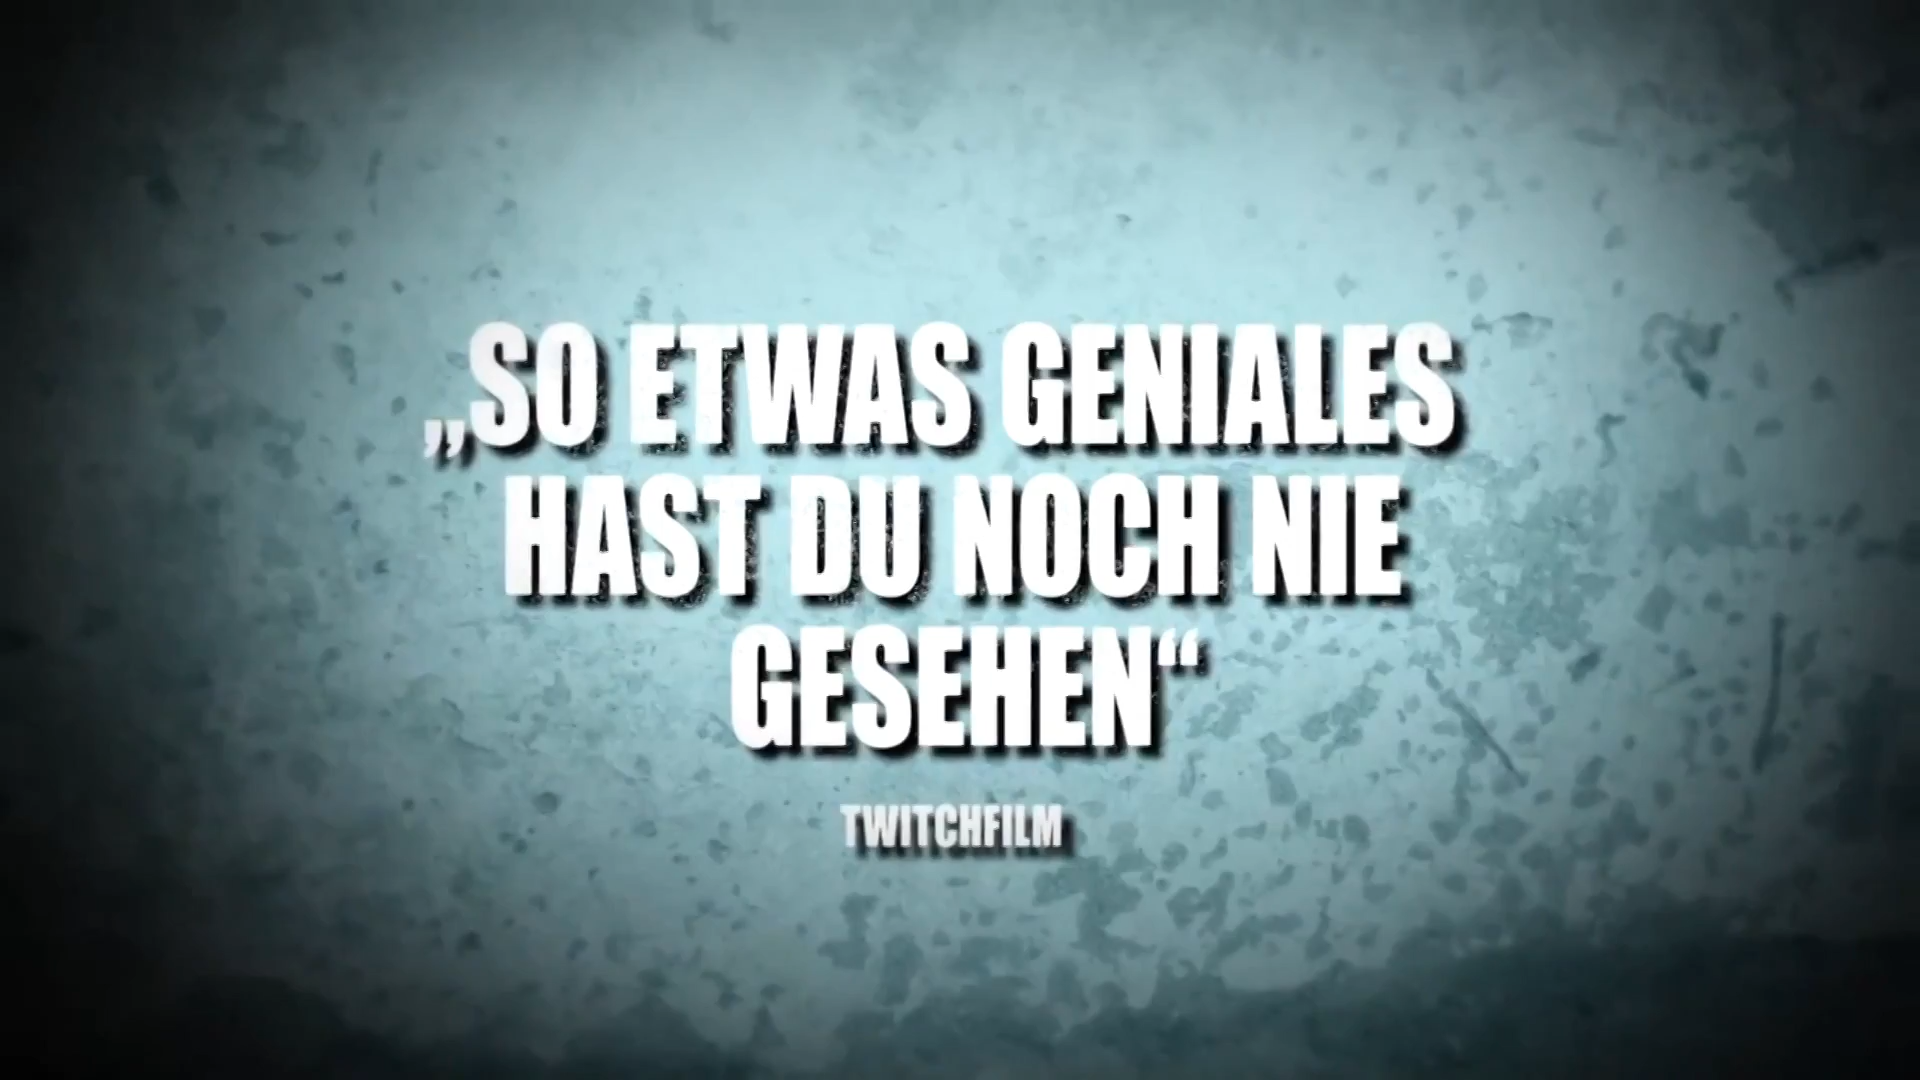 „SO ETWAS GENIALES
HAST DU NOCH NIE
GESEHEN“
TWITCHFILM